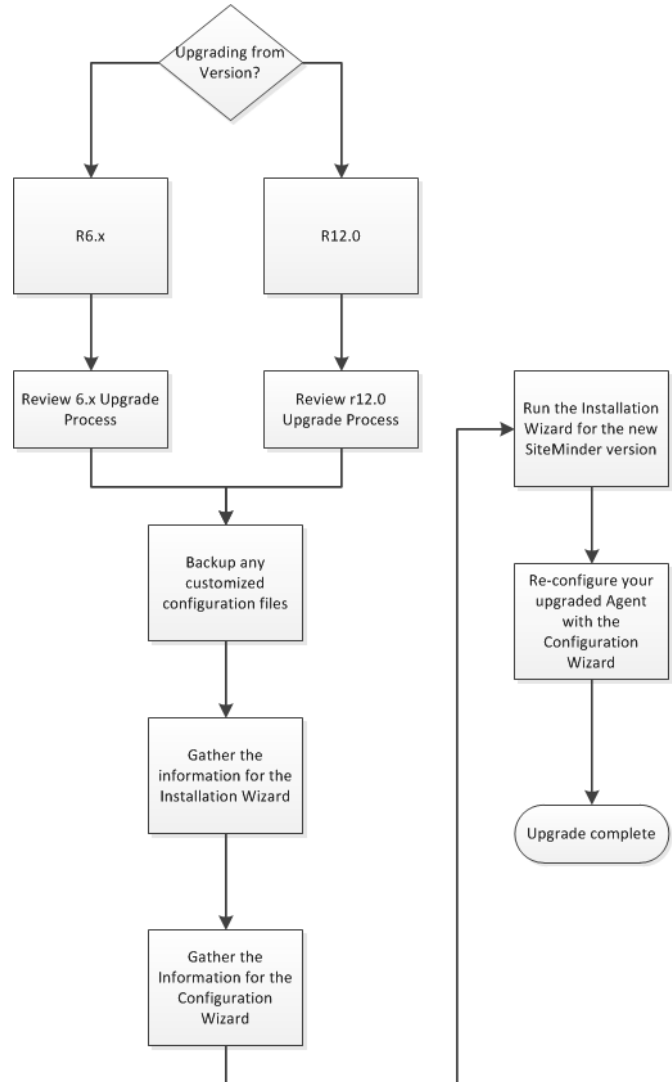 Upgrading from
Version?
R6.x
R12.0
Review 6.x Upgrade
Process
Review r12.0
Upgrade Process
Backup any
customized
configuration files
Gather the
information for the
Installation Wizard
Gather the
Information for the
Configuration
Wizard
Run the Installation
Wizard for the new
SiteMinder version
Re-configure your
upgraded Agent
with the
Configuration
Wizard
Upgrade complete